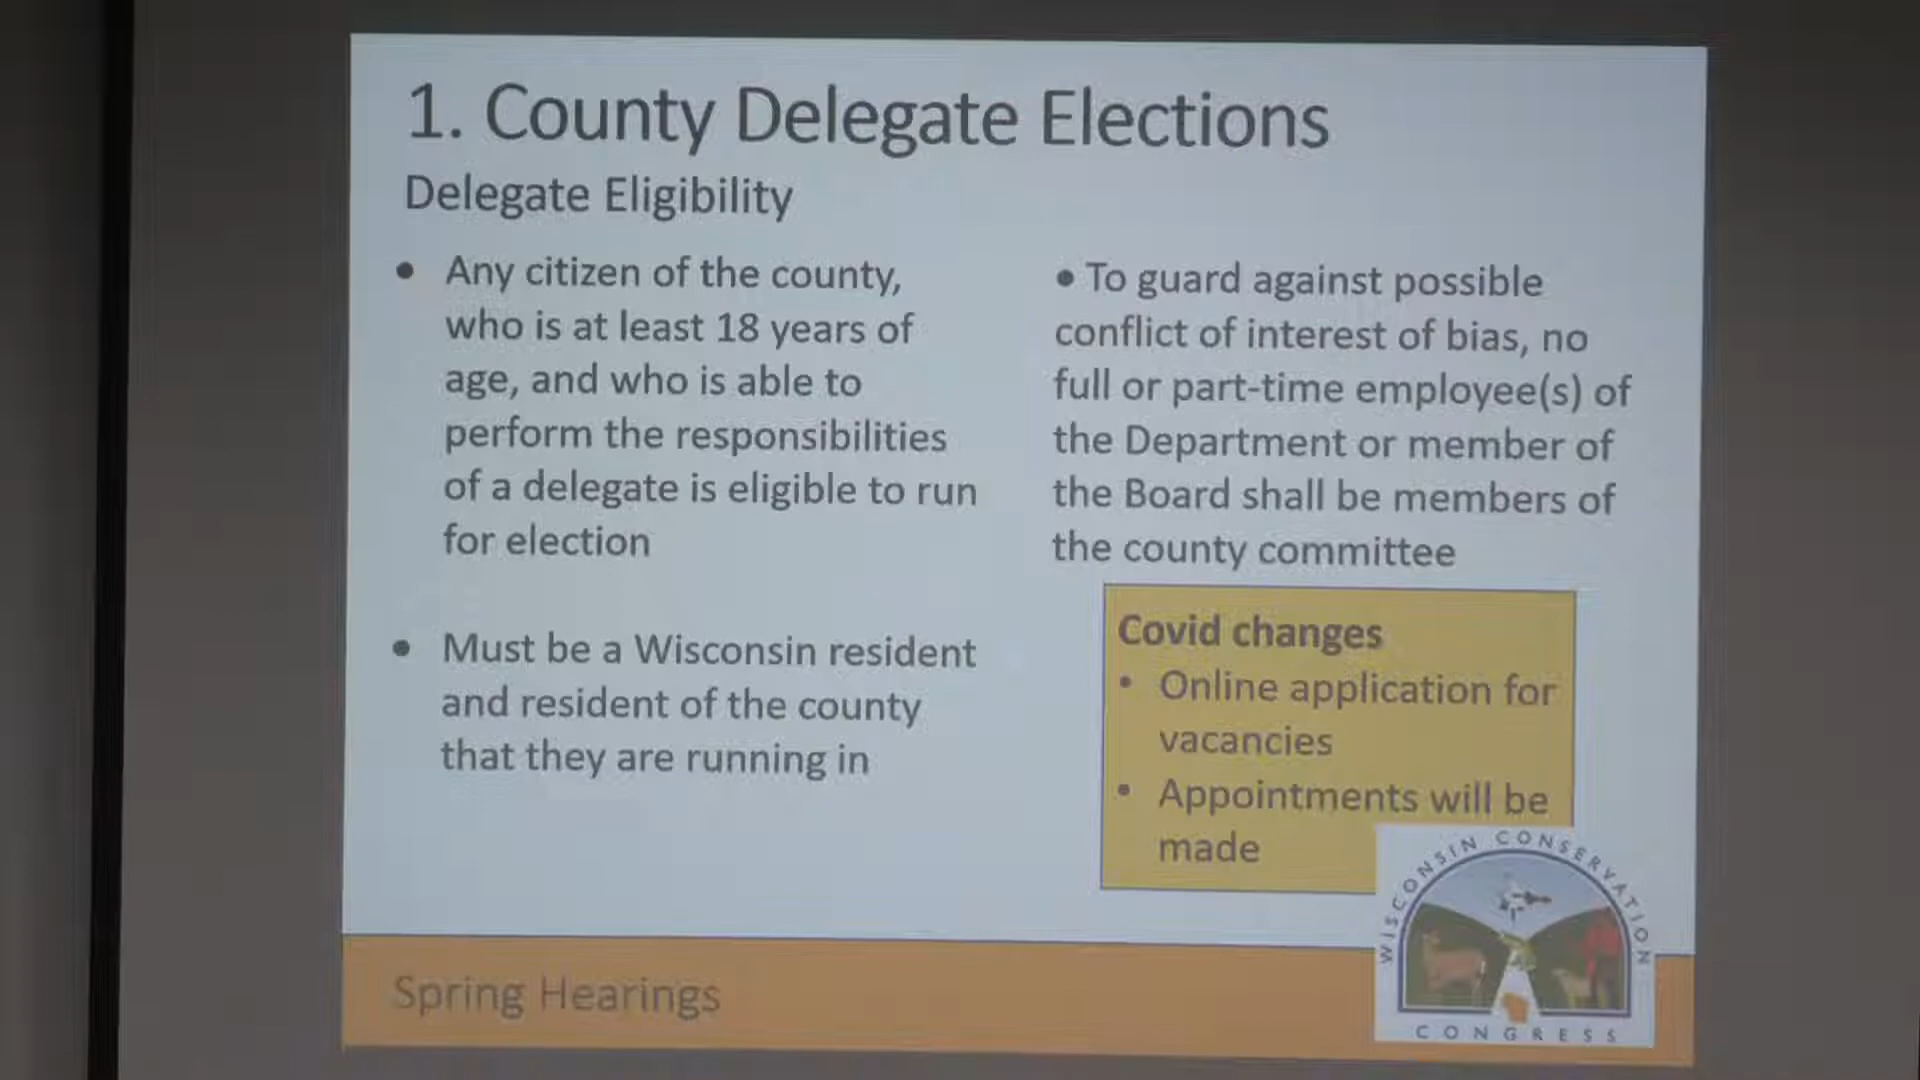 1. County Delegate Elections
Delegate Eligibility
• Any citizen of the county,
who is at least 18 years of
age, and who is able to
perform the responsibilities
of a delegate is eligible to run
for election
• Must be a Wisconsin resident
and resident of the county
that they are running in
• To guard against possible
conflict of interest of bias, no
full or part-time employee(s) of
the Department or member of
the Board shall be members of
the county committee
Covid changes
• Online application for
vacancies
• Appointments will be
made
Spring Hearings
WISCONSIN CONSERVATION
CONGRESS